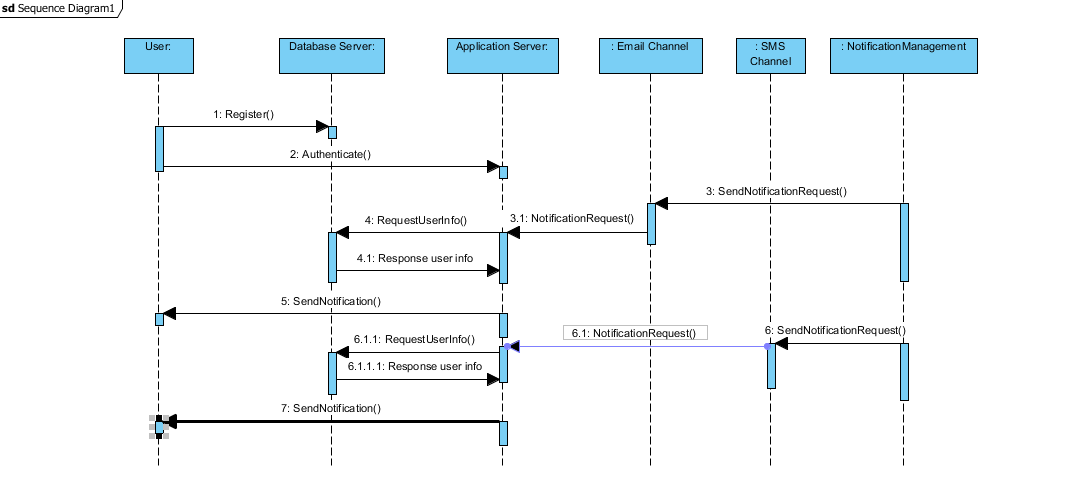 sd Sequence Diagram1
User:
Database Server:
Application Server:
: Email Channel
: SMS
Channel
: NotificationManagement
1: Register()
2: Authenticate()
3: SendNotificationRequest()
3.1: NotificationRequest()
4: RequestUserInfo()
4.1: Response user info
5: SendNotification()
6: SendNotificationRequest()
6.1: NotificationRequest()
6.1.1: RequestUserInfo()
6.1.1.1: Response user info
7: SendNotification()